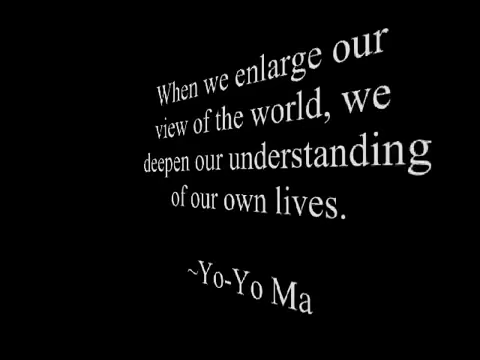 When we enlarge our
view of the world, we
deepen our understanding
of our own lives.
~Yo-Yo Ma